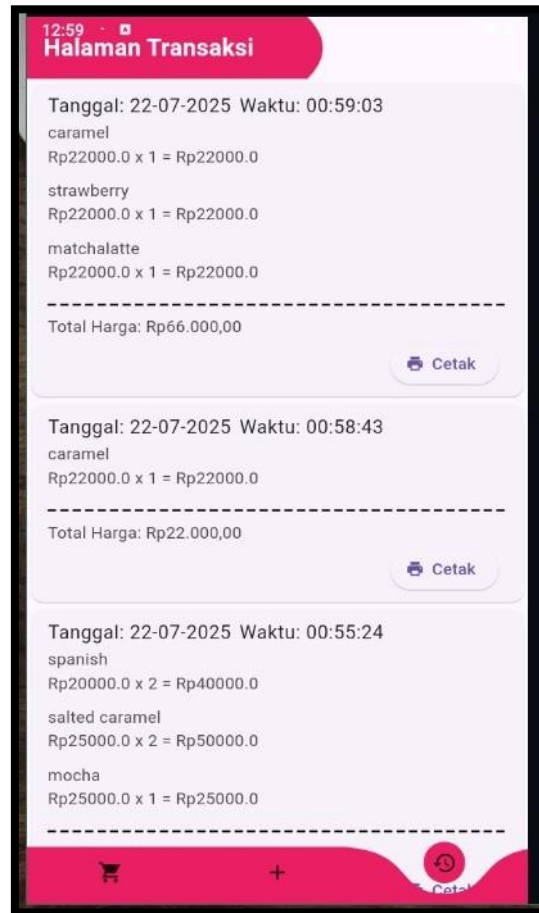 12:59
Halaman Transaksi
Tanggal: 22-07-2025 Waktu: 00:59:03
caramel
Rp22000.0 x 1 = Rp22000.0
strawberry
Rp22000.0 x 1 = Rp22000.0
matchalatte
Rp22000.0 x 1 = Rp22000.0
Total Harga: Rp66.000,00
Cetak
Tanggal: 22-07-2025 Waktu: 00:58:43
caramel
Rp22000.0 x 1 = Rp22000.0
Total Harga: Rp22.000,00
Cetak
Tanggal: 22-07-2025 Waktu: 00:55:24
spanish
Rp20000.0 x 2 = Rp40000.0
salted caramel
Rp25000.0 x 2 = Rp50000.0
mocha
Rp25000.0 x 1 = Rp25000.0
Cetak